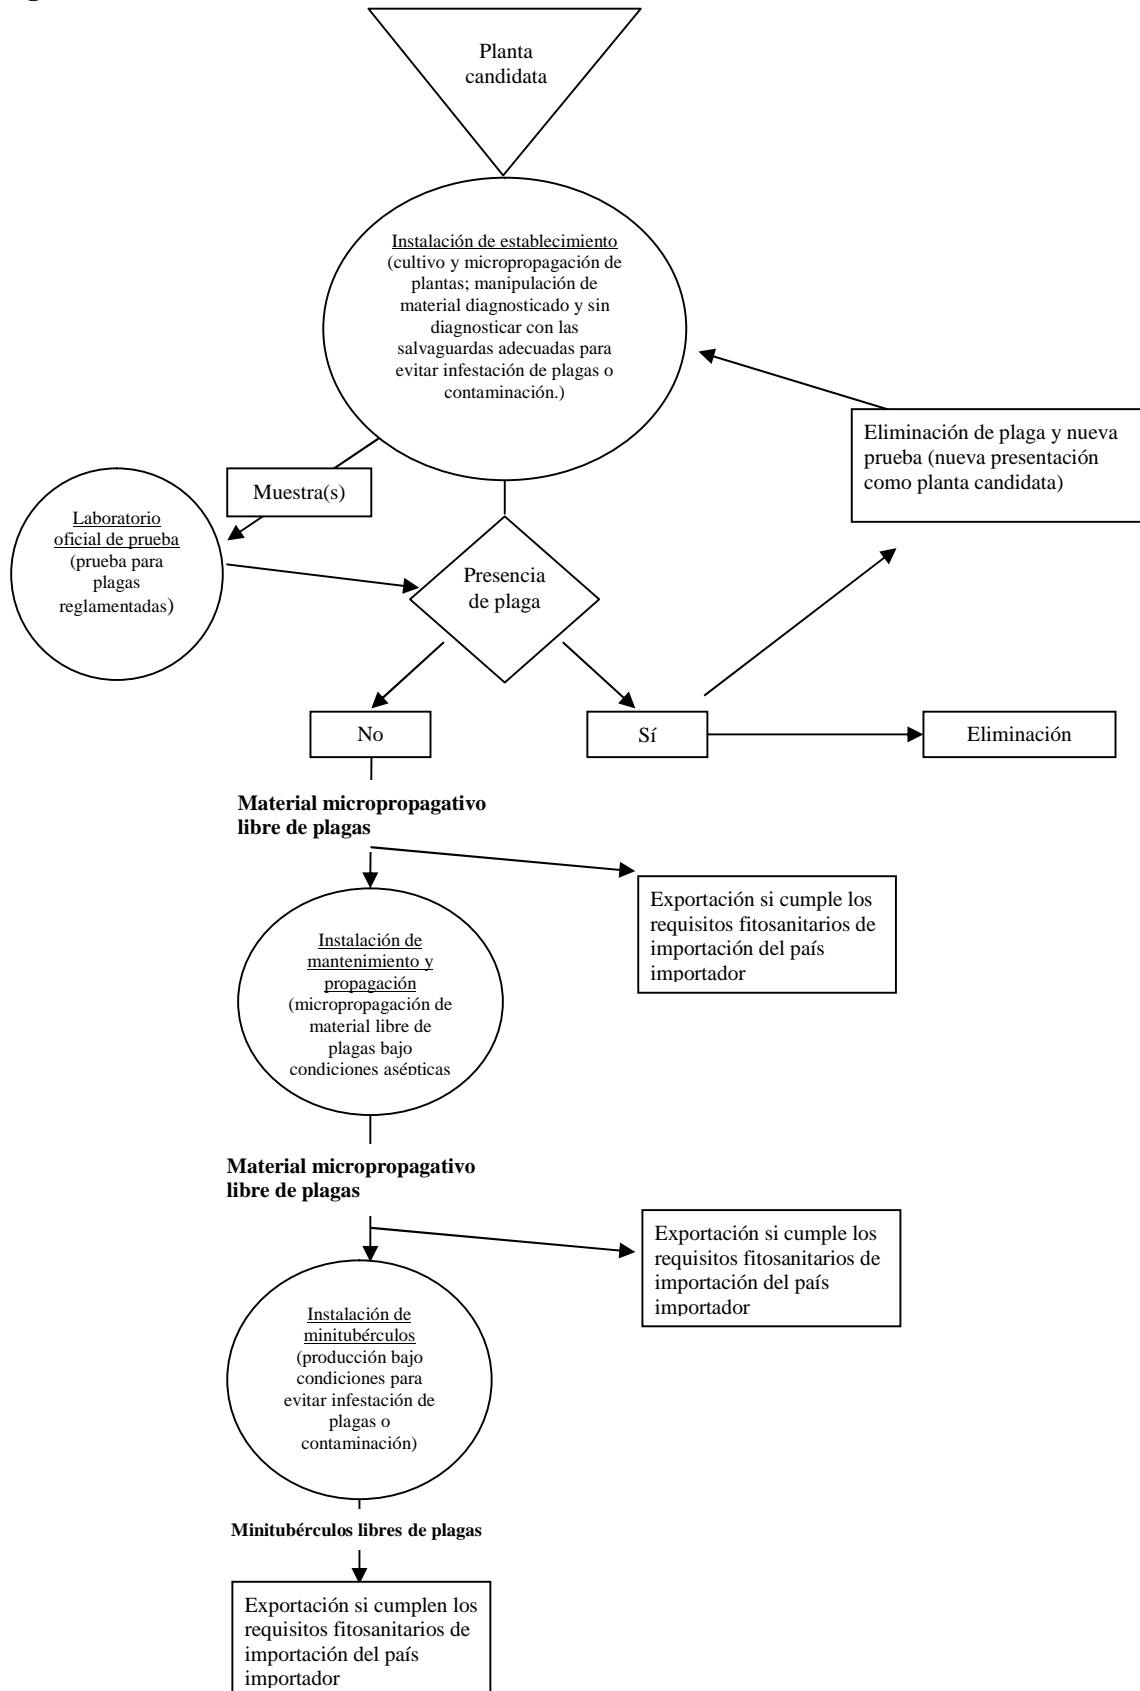 Planta
candidata
Instalación de establecimiento
(cultivo y micropropagación de
plantas; manipulación de
material diagnosticado y sin
diagnosticar con las
salvaguardas adecuadas para
evitar infestación de plagas o
contaminación.)
Eliminación de plaga y nueva
prueba (nueva presentación
como planta candidata)
Muestra(s)
Laboratorio
oficial de prueba
(prueba para
plagas
reglamentadas)
Presencia
de plaga
No
Sí
Eliminación
Material micropropagativo
libre de plagas
Exportación si cumple los
requisitos fitosanitarios de
importación del país
importador
Instalación de
mantenimiento y
propagación
(micropropagación de
material libre de
plagas bajo
condiciones asépticas
Material micropropagativo
libre de plagas
Exportación si cumple los
requisitos fitosanitarios de
importación del país
importador
Instalación de
minitubérculos
(producción bajo
condiciones para
evitar infestación de
plagas o
contaminación)
Minitubérculos libres de plagas
Exportación si cumplen los
requisitos fitosanitarios de
importación del país
importador